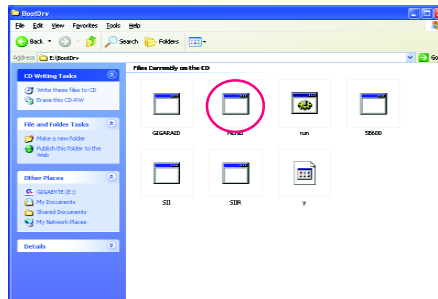 BootDrv
File Edit View Favorites Tools Help
Back Search Folders
Address E:\BootDrv Go
Files Currently on the CD
CD Writing Tasks
Write these files to CD
Erase this CD-RW
File and Folder Tasks
Make a new folder
Publish this folder to the
Web
Other Places
GIGABYTE (E:)
My Documents
Shared Documents
My Network Places
Details
GIGARAID
MENU
run
SB600
SII
SIIR
y